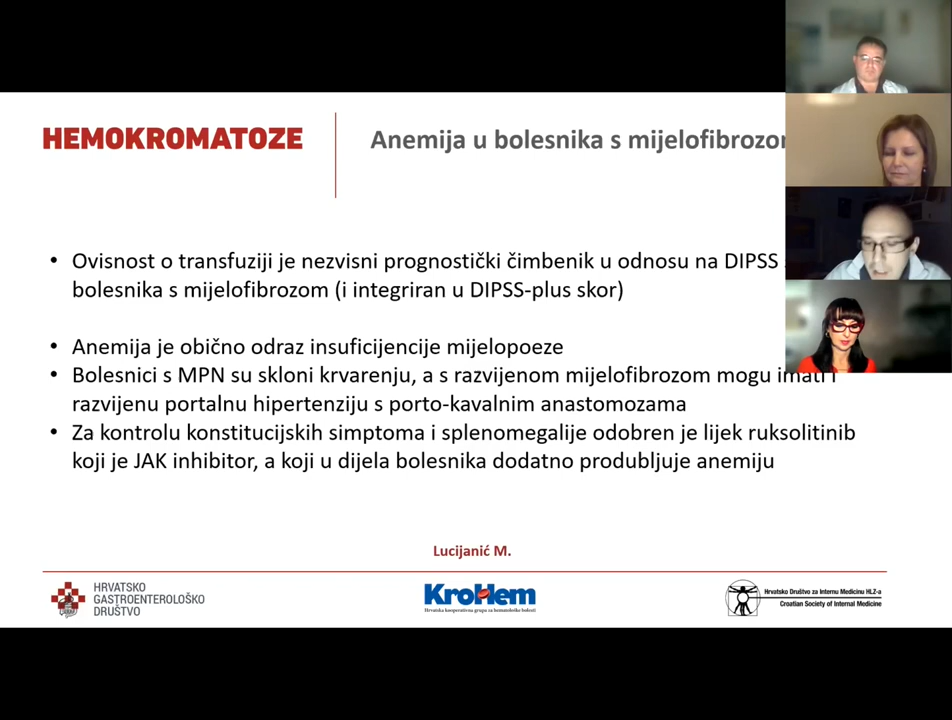 HEMOKROMATOZE
Anemija u bolesnika s mijelofibrozom
Ovisnost o transfuziji je nezvisni prognostički čimbenik u odnosu na DIPSS
bolesnika s mijelofibrozom (i integriran u DIPSS-plus skor)
Anemija je obično odraz insuficijencije mijelopoeze
Bolesnici s MPN su skloni krvarenju, a s razvijenom mijelofibrozom mogu imati i
razvijenu portalnu hipertenziju s porto-kavalnim anastomozama
Za kontrolu konstitucijskih simptoma i splenomegalije odobren je lijek ruksolitinib
koji je JAK inhibitor, a koji u dijela bolesnika dodatno produbljuje anemiju
Lucijanić M.
HRVATSKO
GASTROENTEROLOŠKO
DRUŠTVO
KroHem
Hrvatska kooperativna grupa za hematološke bolesti
Hrvatsko Društvo za Internu Medicinu HLZ-a
Croatian Society of Internal Medicine